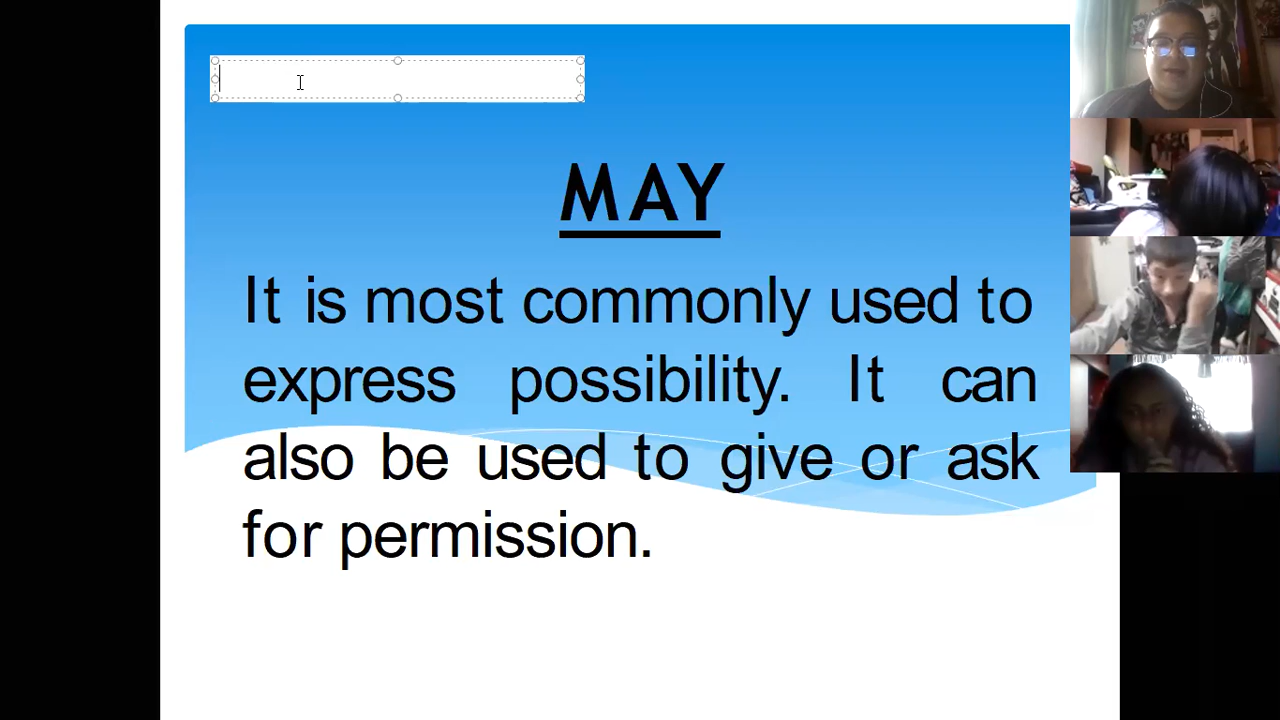 MAY
It is most commonly used to
express possibility. It can
also be used to give or ask
for permission.